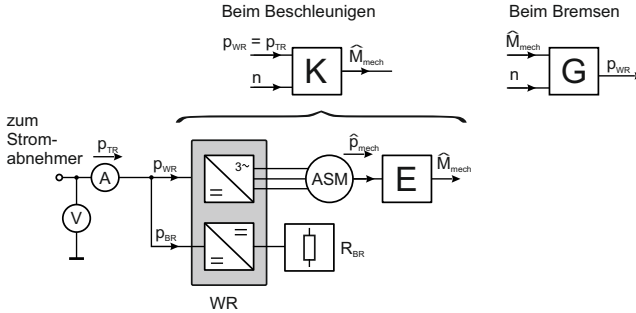 Beim Beschleunigen
Beim Bremsen
p_WR = p_TR
n
K
M̂_mech
M̂_mech
n
G
p_WR
zum
Strom-
abnehmer
p_TR
A
V
p_WR
3~
=
ASM
p̂_mech
E
M̂_mech
p_BR
=
=
R_BR
WR